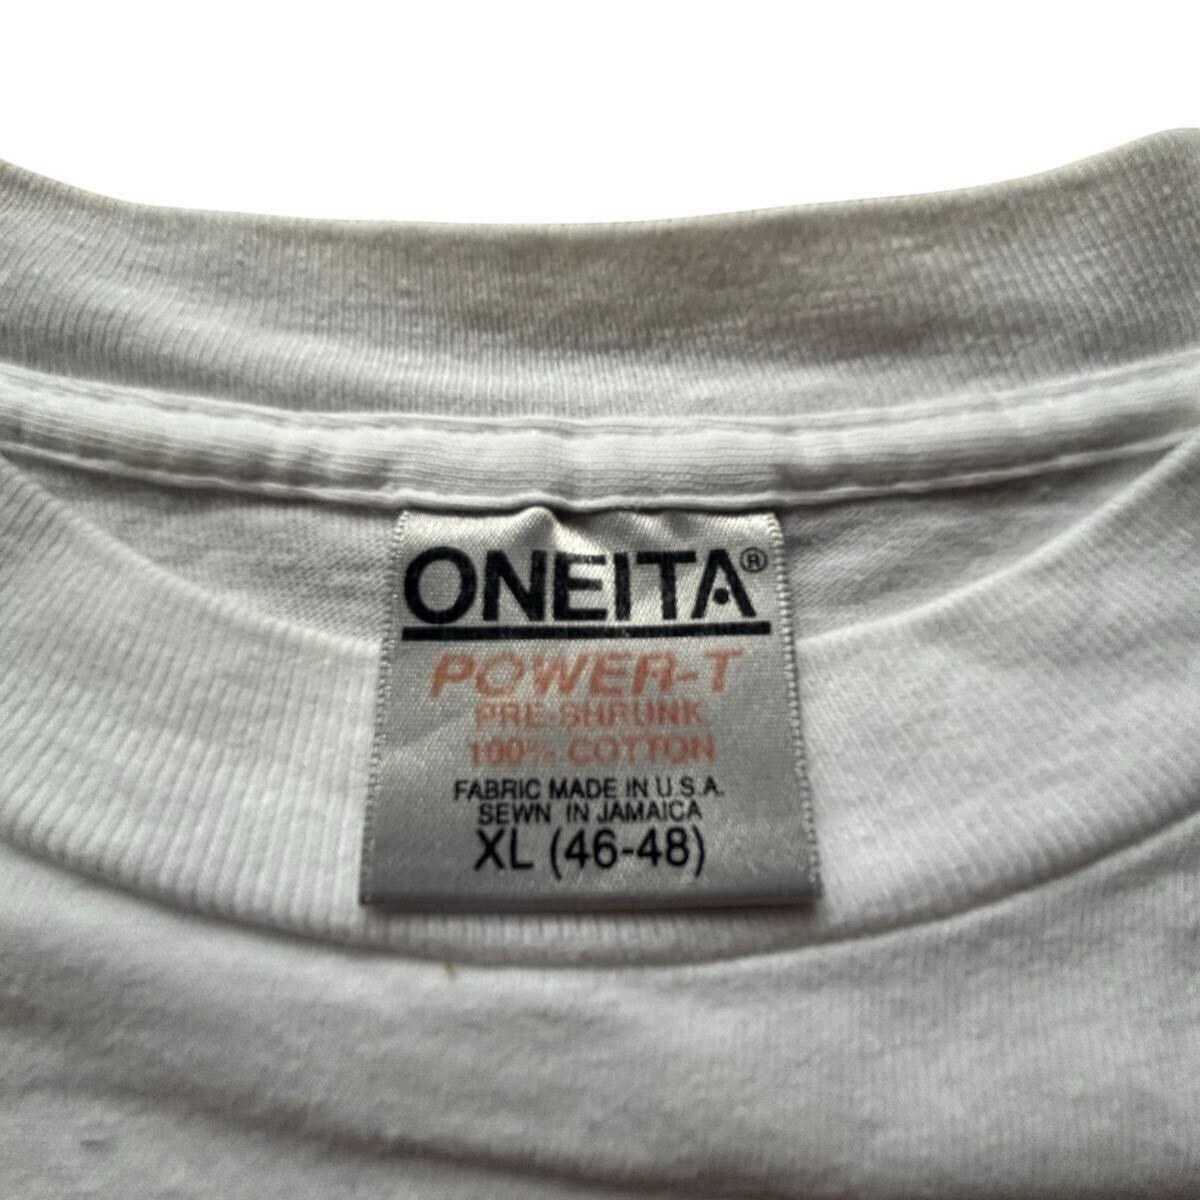 ONEITA®
POWER-T
PRE-SHRUNK
100% COTTON
FABRIC MADE IN U.S.A.
SEWN IN JAMAICA
XL (46-48)